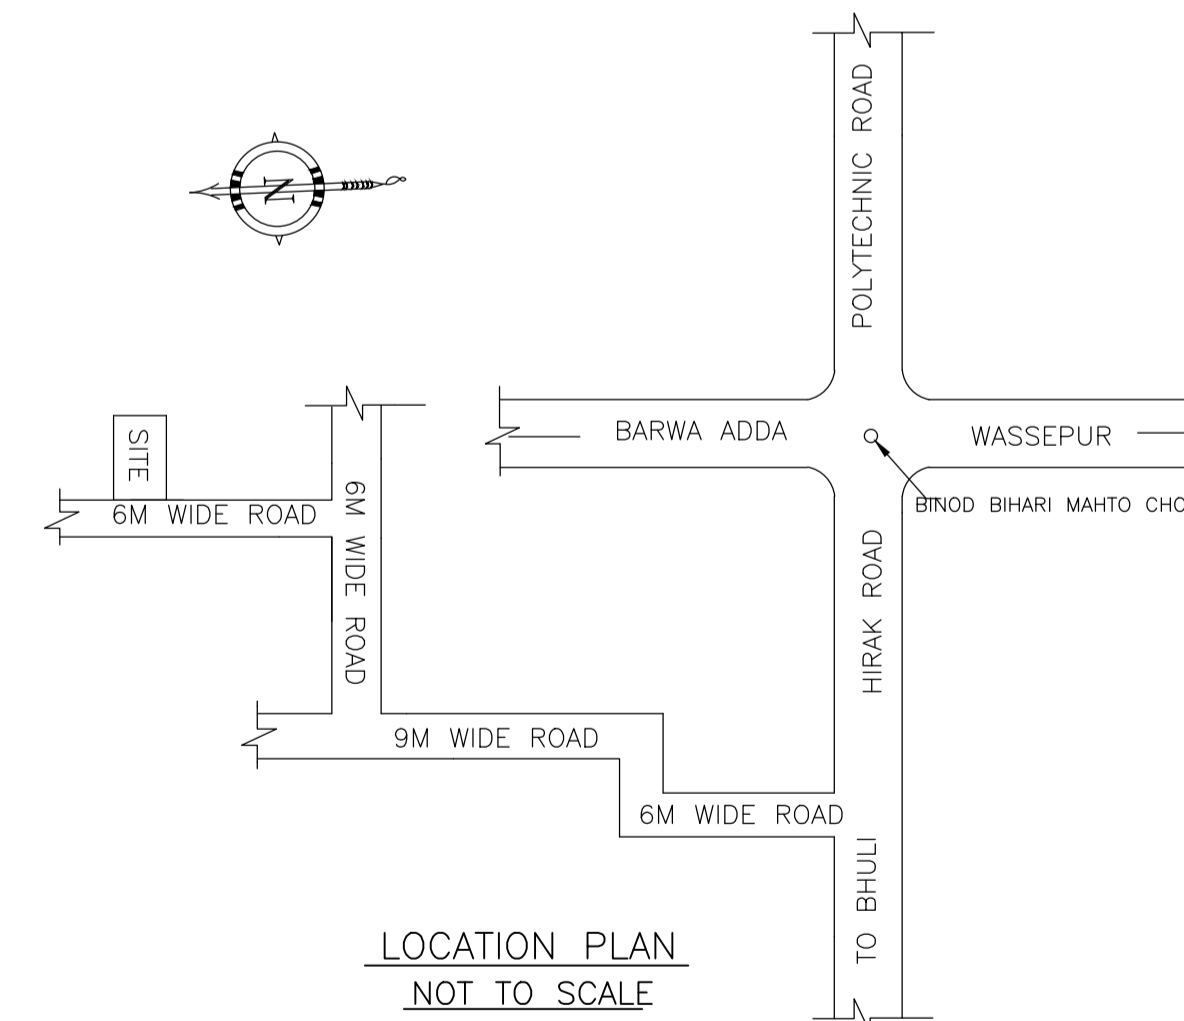 POLYTECHNIC ROAD
N
BARWA ADDA
WASSEPUR
SITE
6M WIDE ROAD
6M WIDE ROAD
BINOD BIHARI MAHTO
HIRAK ROAD
9M WIDE ROAD
6M WIDE ROAD
TO BHULI
LOCATION PLAN
NOT TO SCALE